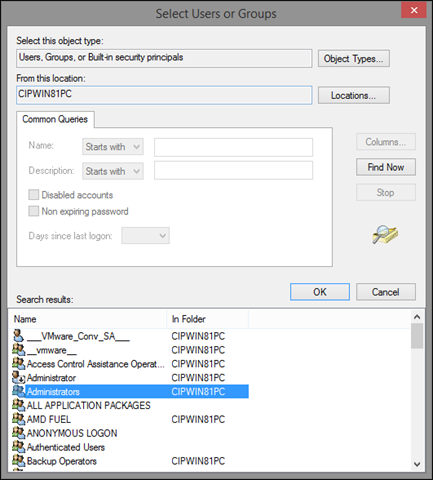 Select Users or Groups
Select this object type:
Users, Groups, or Built-in security principals
Object Types...
From this location:
CIPWIN81PC
Locations...
Common Queries
Name:
Starts with
Columns...
Description:
Starts with
Find Now
Disabled accounts
Stop
Non expiring password
Days since last logon:
OK
Cancel
Search results:
Name In Folder
___VMware_Conv_SA___ CIPWIN81PC
__vmware__ CIPWIN81PC
Access Control Assistance Operat... CIPWIN81PC
Administrator CIPWIN81PC
Administrators CIPWIN81PC
ALL APPLICATION PACKAGES
AMD FUEL CIPWIN81PC
ANONYMOUS LOGON
Authenticated Users
Backup Operators CIPWIN81PC